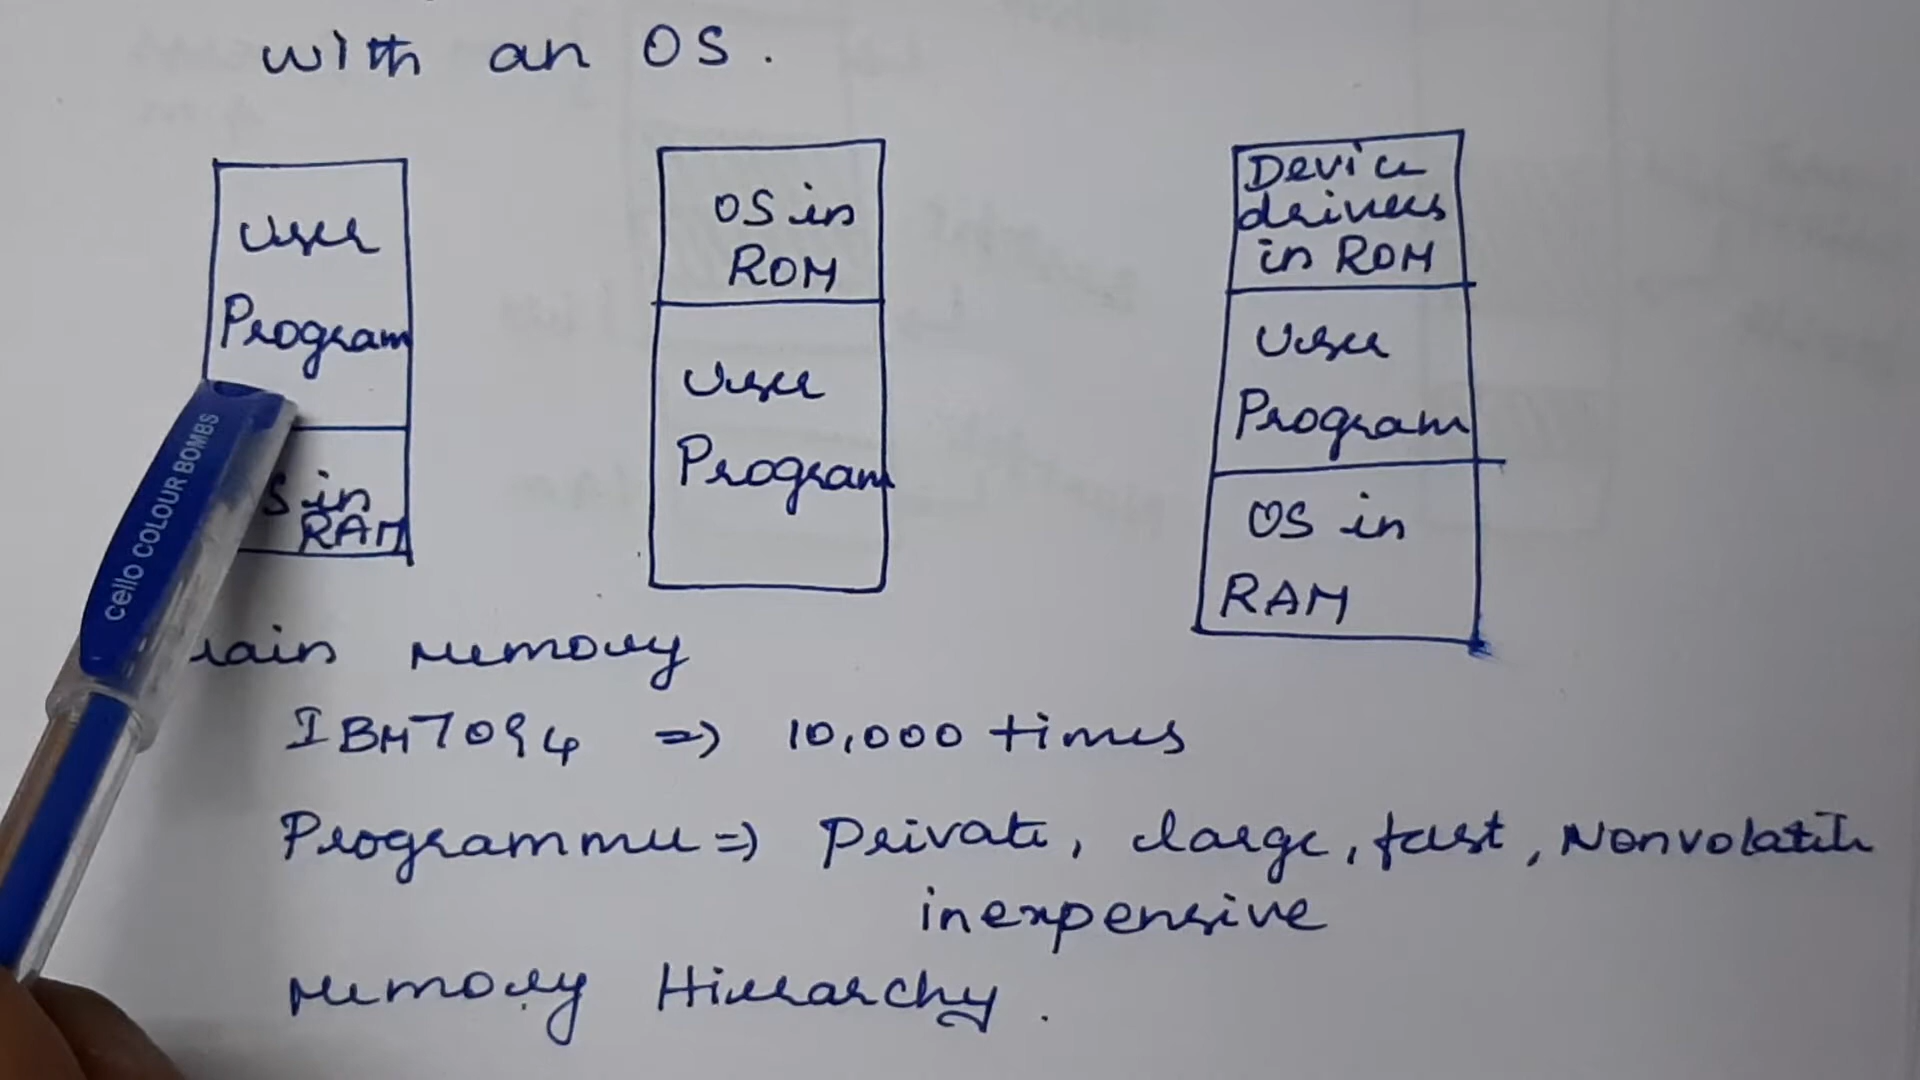 with an OS.
User
Program
S in
RAM
OS in
ROM
User
Program
Device
drivers
in ROM
User
Program
OS in
RAM
cello COLOUR BOMBS
ain memory
IBM7094 => 10,000 times
Programmer => Private, large, fast, Nonvolatile
inexpensive
Memory Hierarchy.